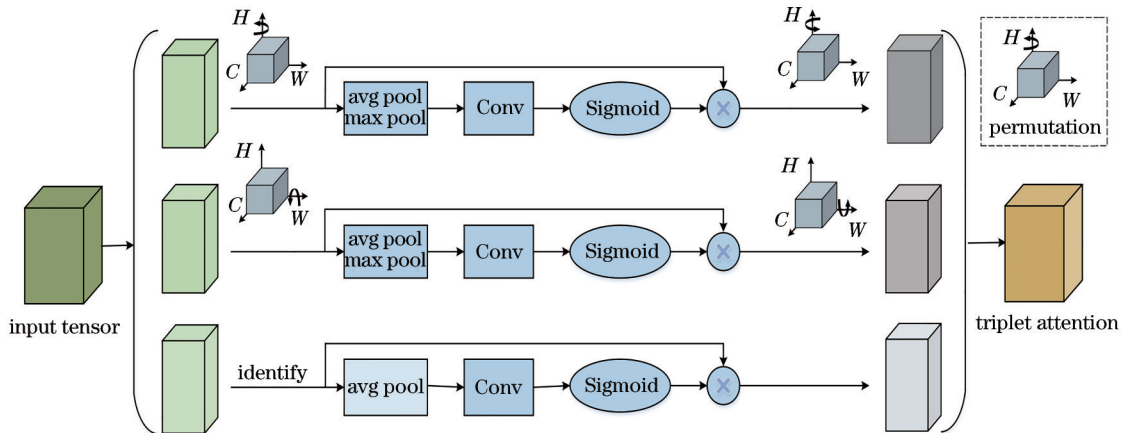 H
C
W
avg pool
max pool
Conv
Sigmoid
×
H
C
W
H
C
W
permutation
H
C
W
avg pool
max pool
Conv
Sigmoid
×
H
C
W
input tensor
triplet attention
identify
avg pool
Conv
Sigmoid
×